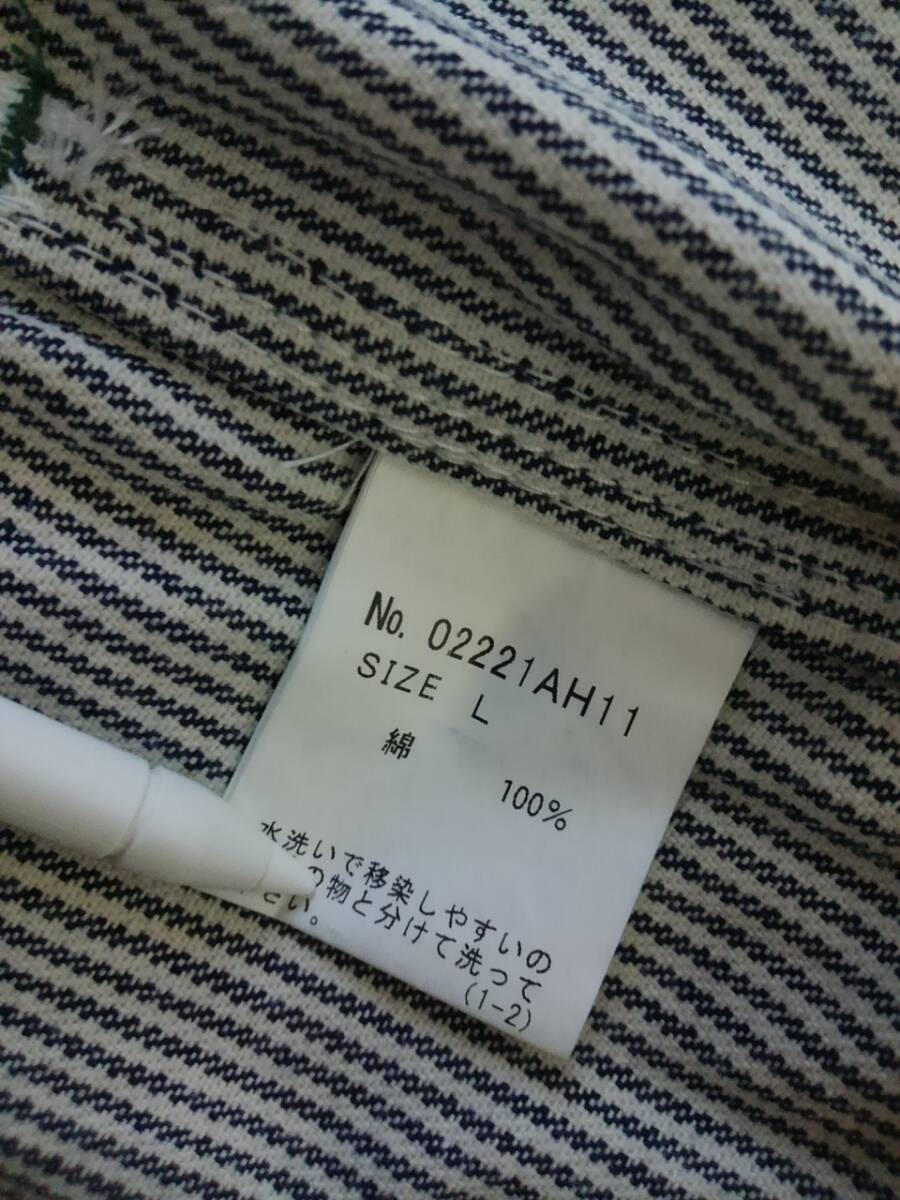 No. 02221AH11
SIZE L
綿 100%
水洗いで移染しやすいの
の物と分けて洗って
さい。
(1-2)